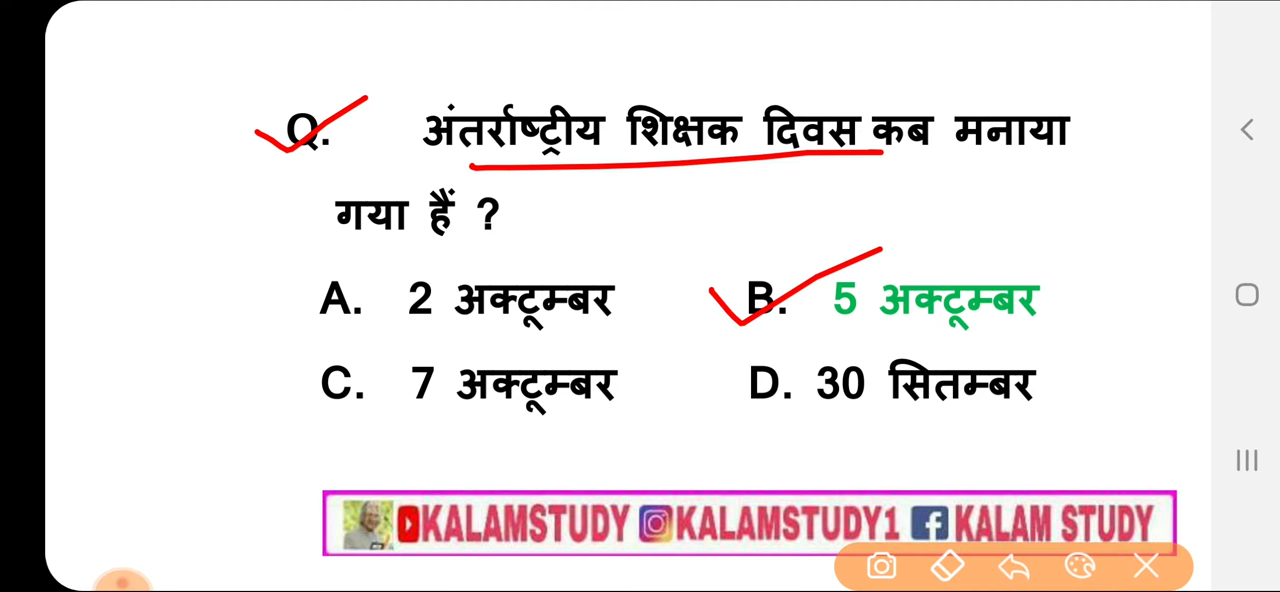 Q. अंतर्राष्ट्रीय शिक्षक दिवस कब मनाया
गया हैं ?
A. 2 अक्टूम्बर B. 5 अक्टूम्बर
C. 7 अक्टूम्बर D. 30 सितम्बर
KALAMSTUDY KALAMSTUDY1 KALAM STUDY